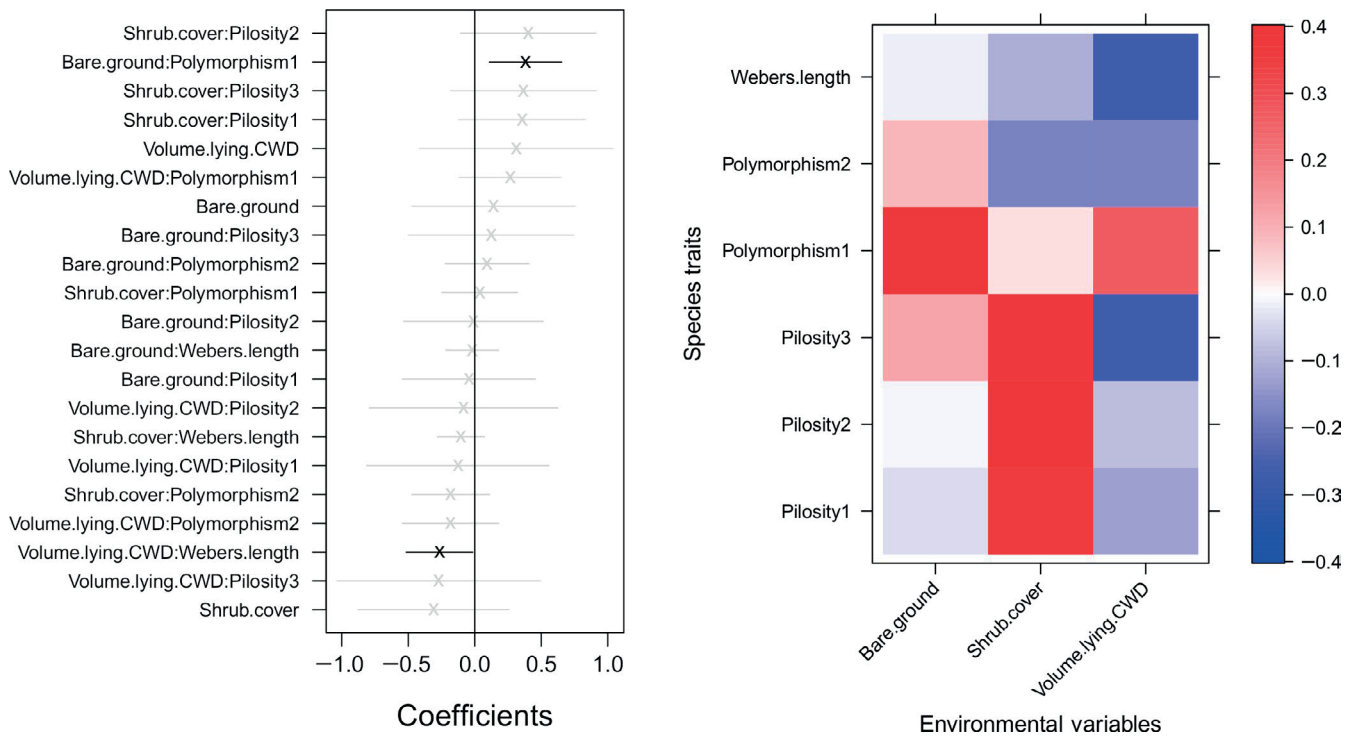 Shrub.cover:Pilosity2
Bare.ground:Polymorphism1
Shrub.cover:Pilosity3
Shrub.cover:Pilosity1
Volume.lying.CWD
Volume.lying.CWD:Polymorphism1
Bare.ground
Bare.ground:Pilosity3
Bare.ground:Polymorphism2
Shrub.cover:Polymorphism1
Bare.ground:Pilosity2
Bare.ground:Webers.length
Bare.ground:Pilosity1
Volume.lying.CWD:Pilosity2
Shrub.cover:Webers.length
Volume.lying.CWD:Pilosity1
Shrub.cover:Polymorphism2
Volume.lying.CWD:Polymorphism2
Volume.lying.CWD:Webers.length
Volume.lying.CWD:Pilosity3
Shrub.cover
−1.0 −0.5 0.0 0.5 1.0
Coefficients
Species traits
Webers.length
Polymorphism2
Polymorphism1
Pilosity3
Pilosity2
Pilosity1
Bare.ground
Shrub.cover
Volume.lying.CWD
Environmental variables
0.4
0.3
0.2
0.1
0.0
−0.1
−0.2
−0.3
−0.4